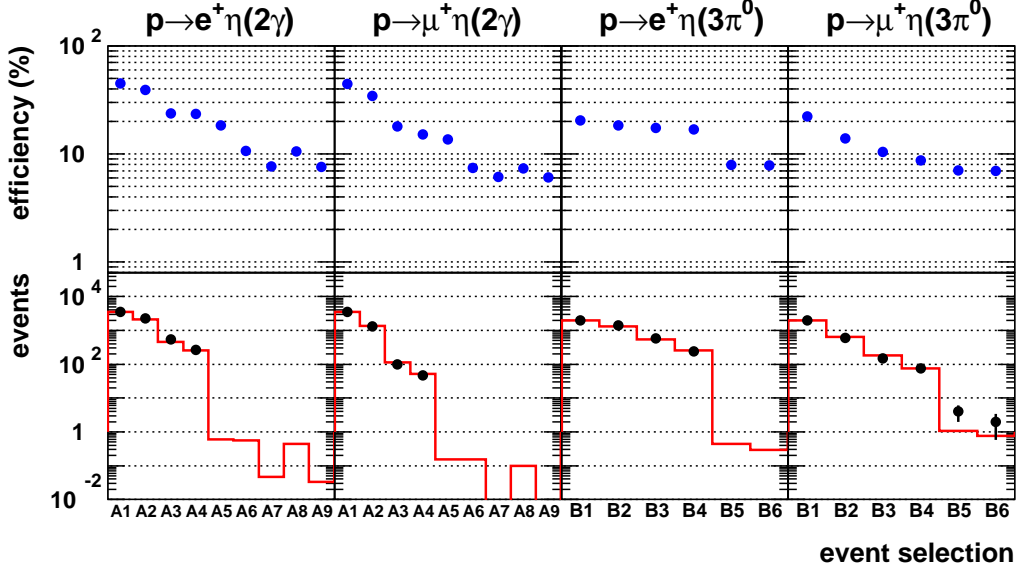 p→e⁺η(2γ) p→μ⁺η(2γ) p→e⁺η(3π⁰) p→μ⁺η(3π⁰)
efficiency (%)
10²
10
1
events
10⁴
10²
1
10⁻²
A1 A2 A3 A4 A5 A6 A7 A8 A9 A1 A2 A3 A4 A5 A6 A7 A8 A9 B1 B2 B3 B4 B5 B6 B1 B2 B3 B4 B5 B6
event selection